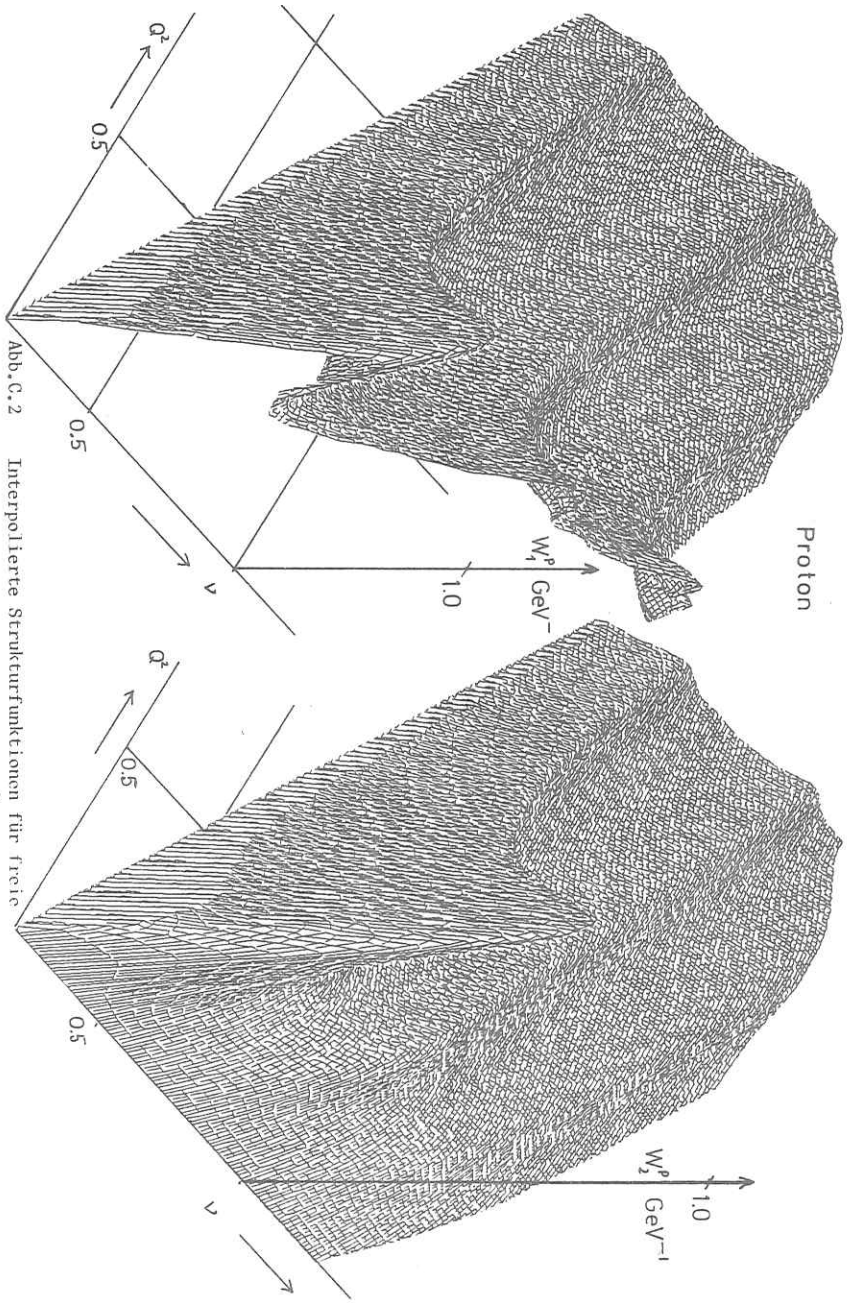 Proton
W₁ᵖ GeV⁻
1.0
Q²
0.5
0.5
ν
W₂ᵖ GeV⁻¹
1.0
Q²
0.5
0.5
ν
Abb.C.2 Interpolierte Strukturfunktionen für freie